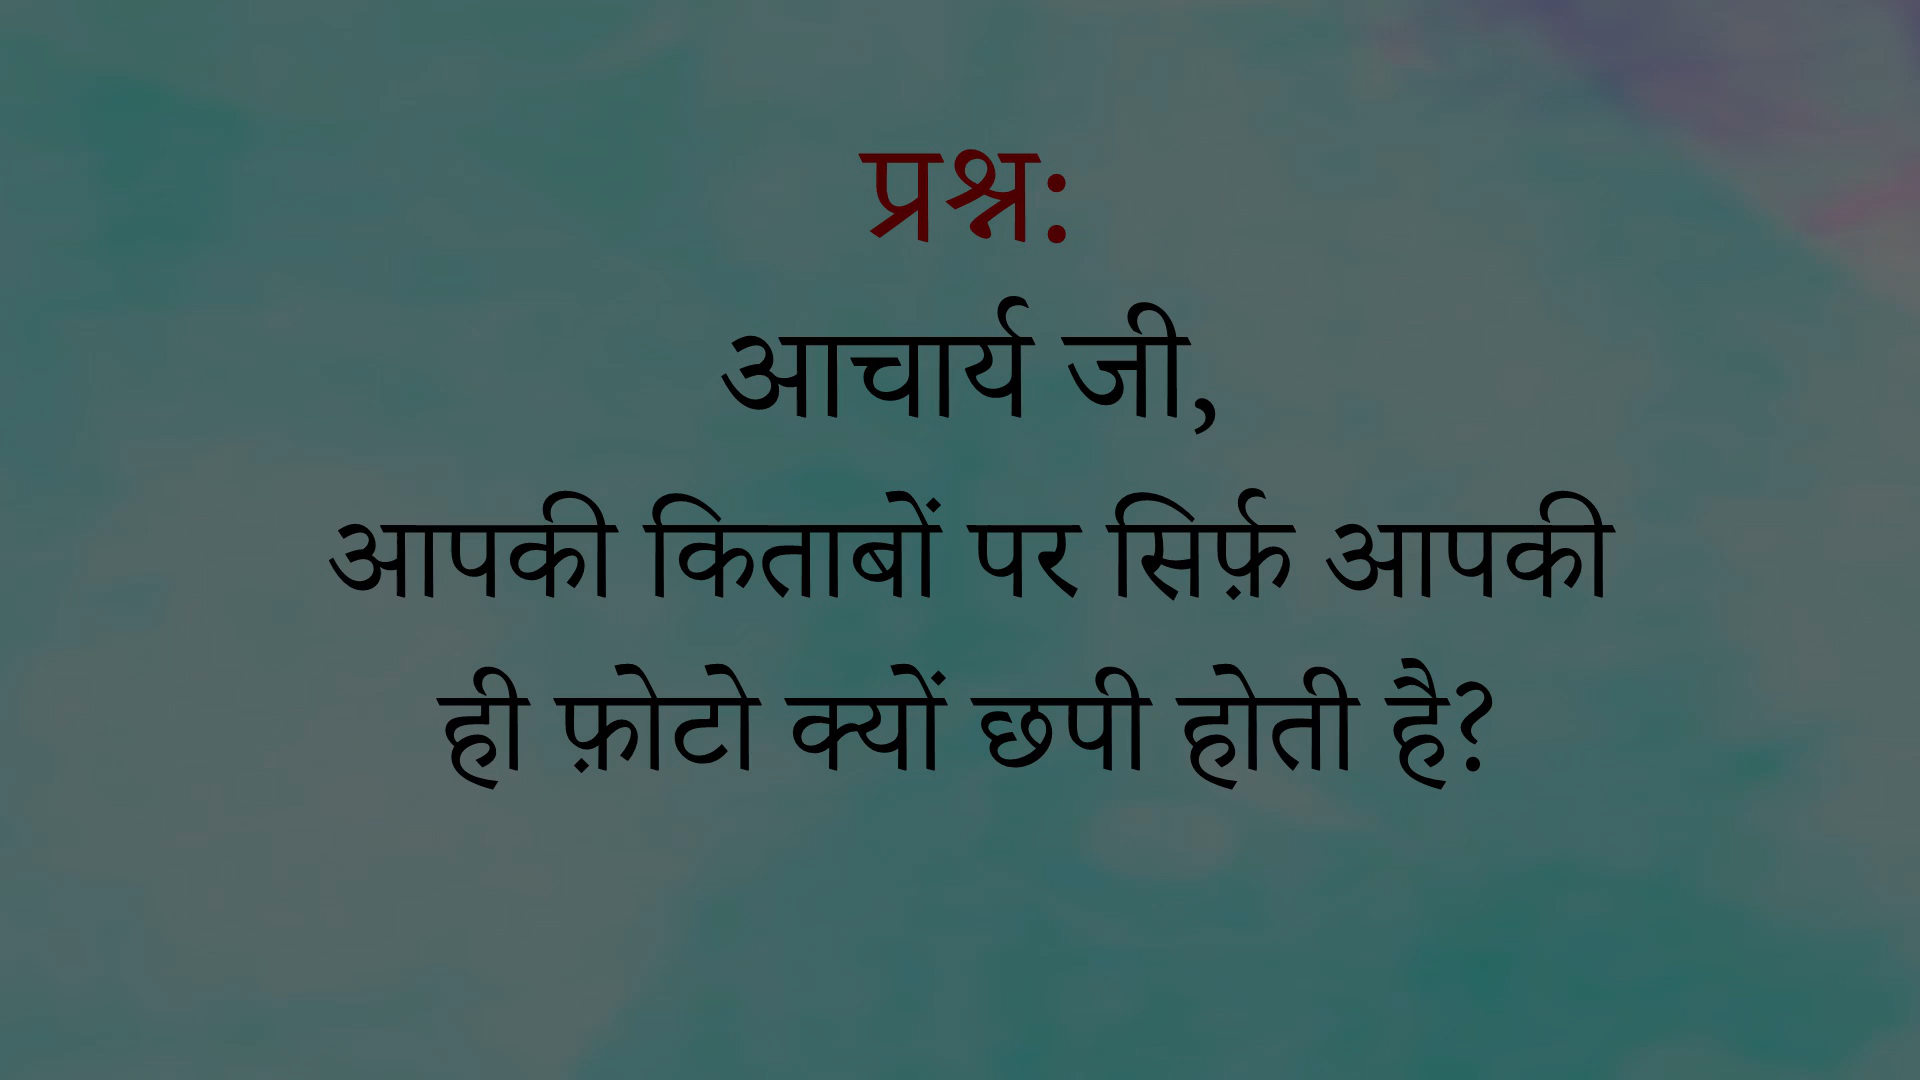 प्रश्न:
आचार्य जी,
आपकी किताबों पर सिर्फ़ आपकी
ही फ़ोटो क्यों छपी होती है?